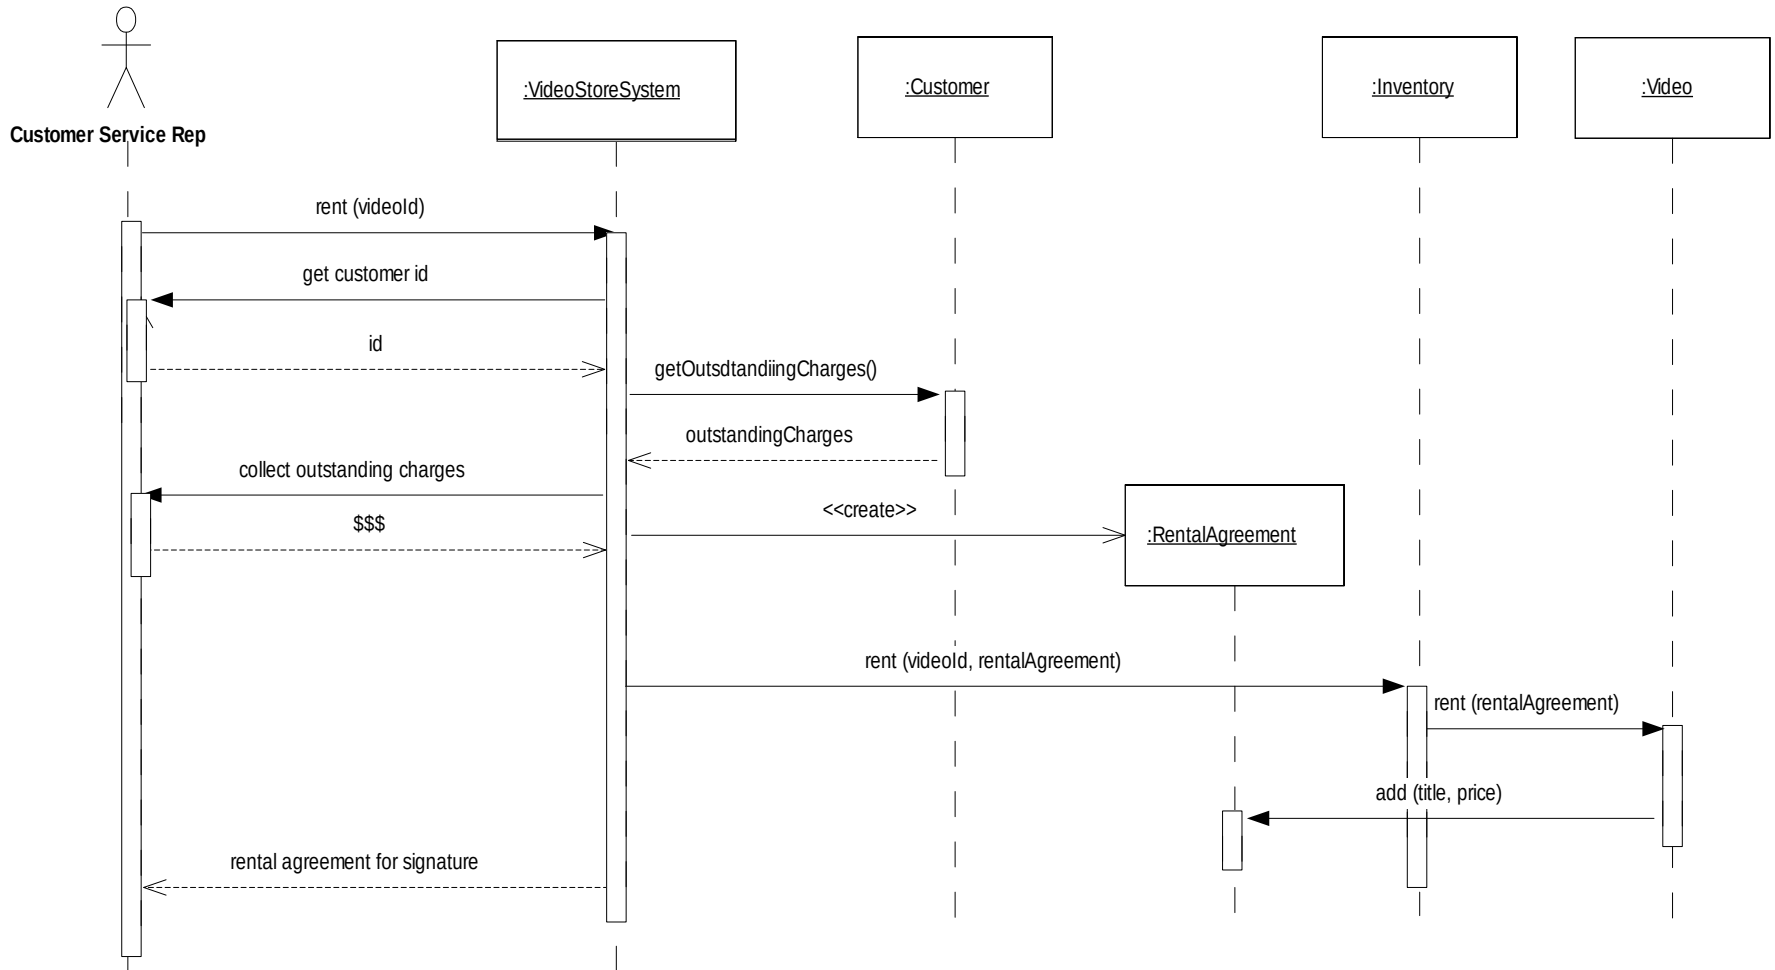 Customer Service Rep
:VideoStoreSystem
:Customer
:Inventory
:Video
rent (videoId)
get customer id
id
getOutsdtandiingCharges()
outstandingCharges
collect outstanding charges
<<create>>
$$$
:RentalAgreement
rent (videoId, rentalAgreement)
rent (rentalAgreement)
add (title, price)
rental agreement for signature